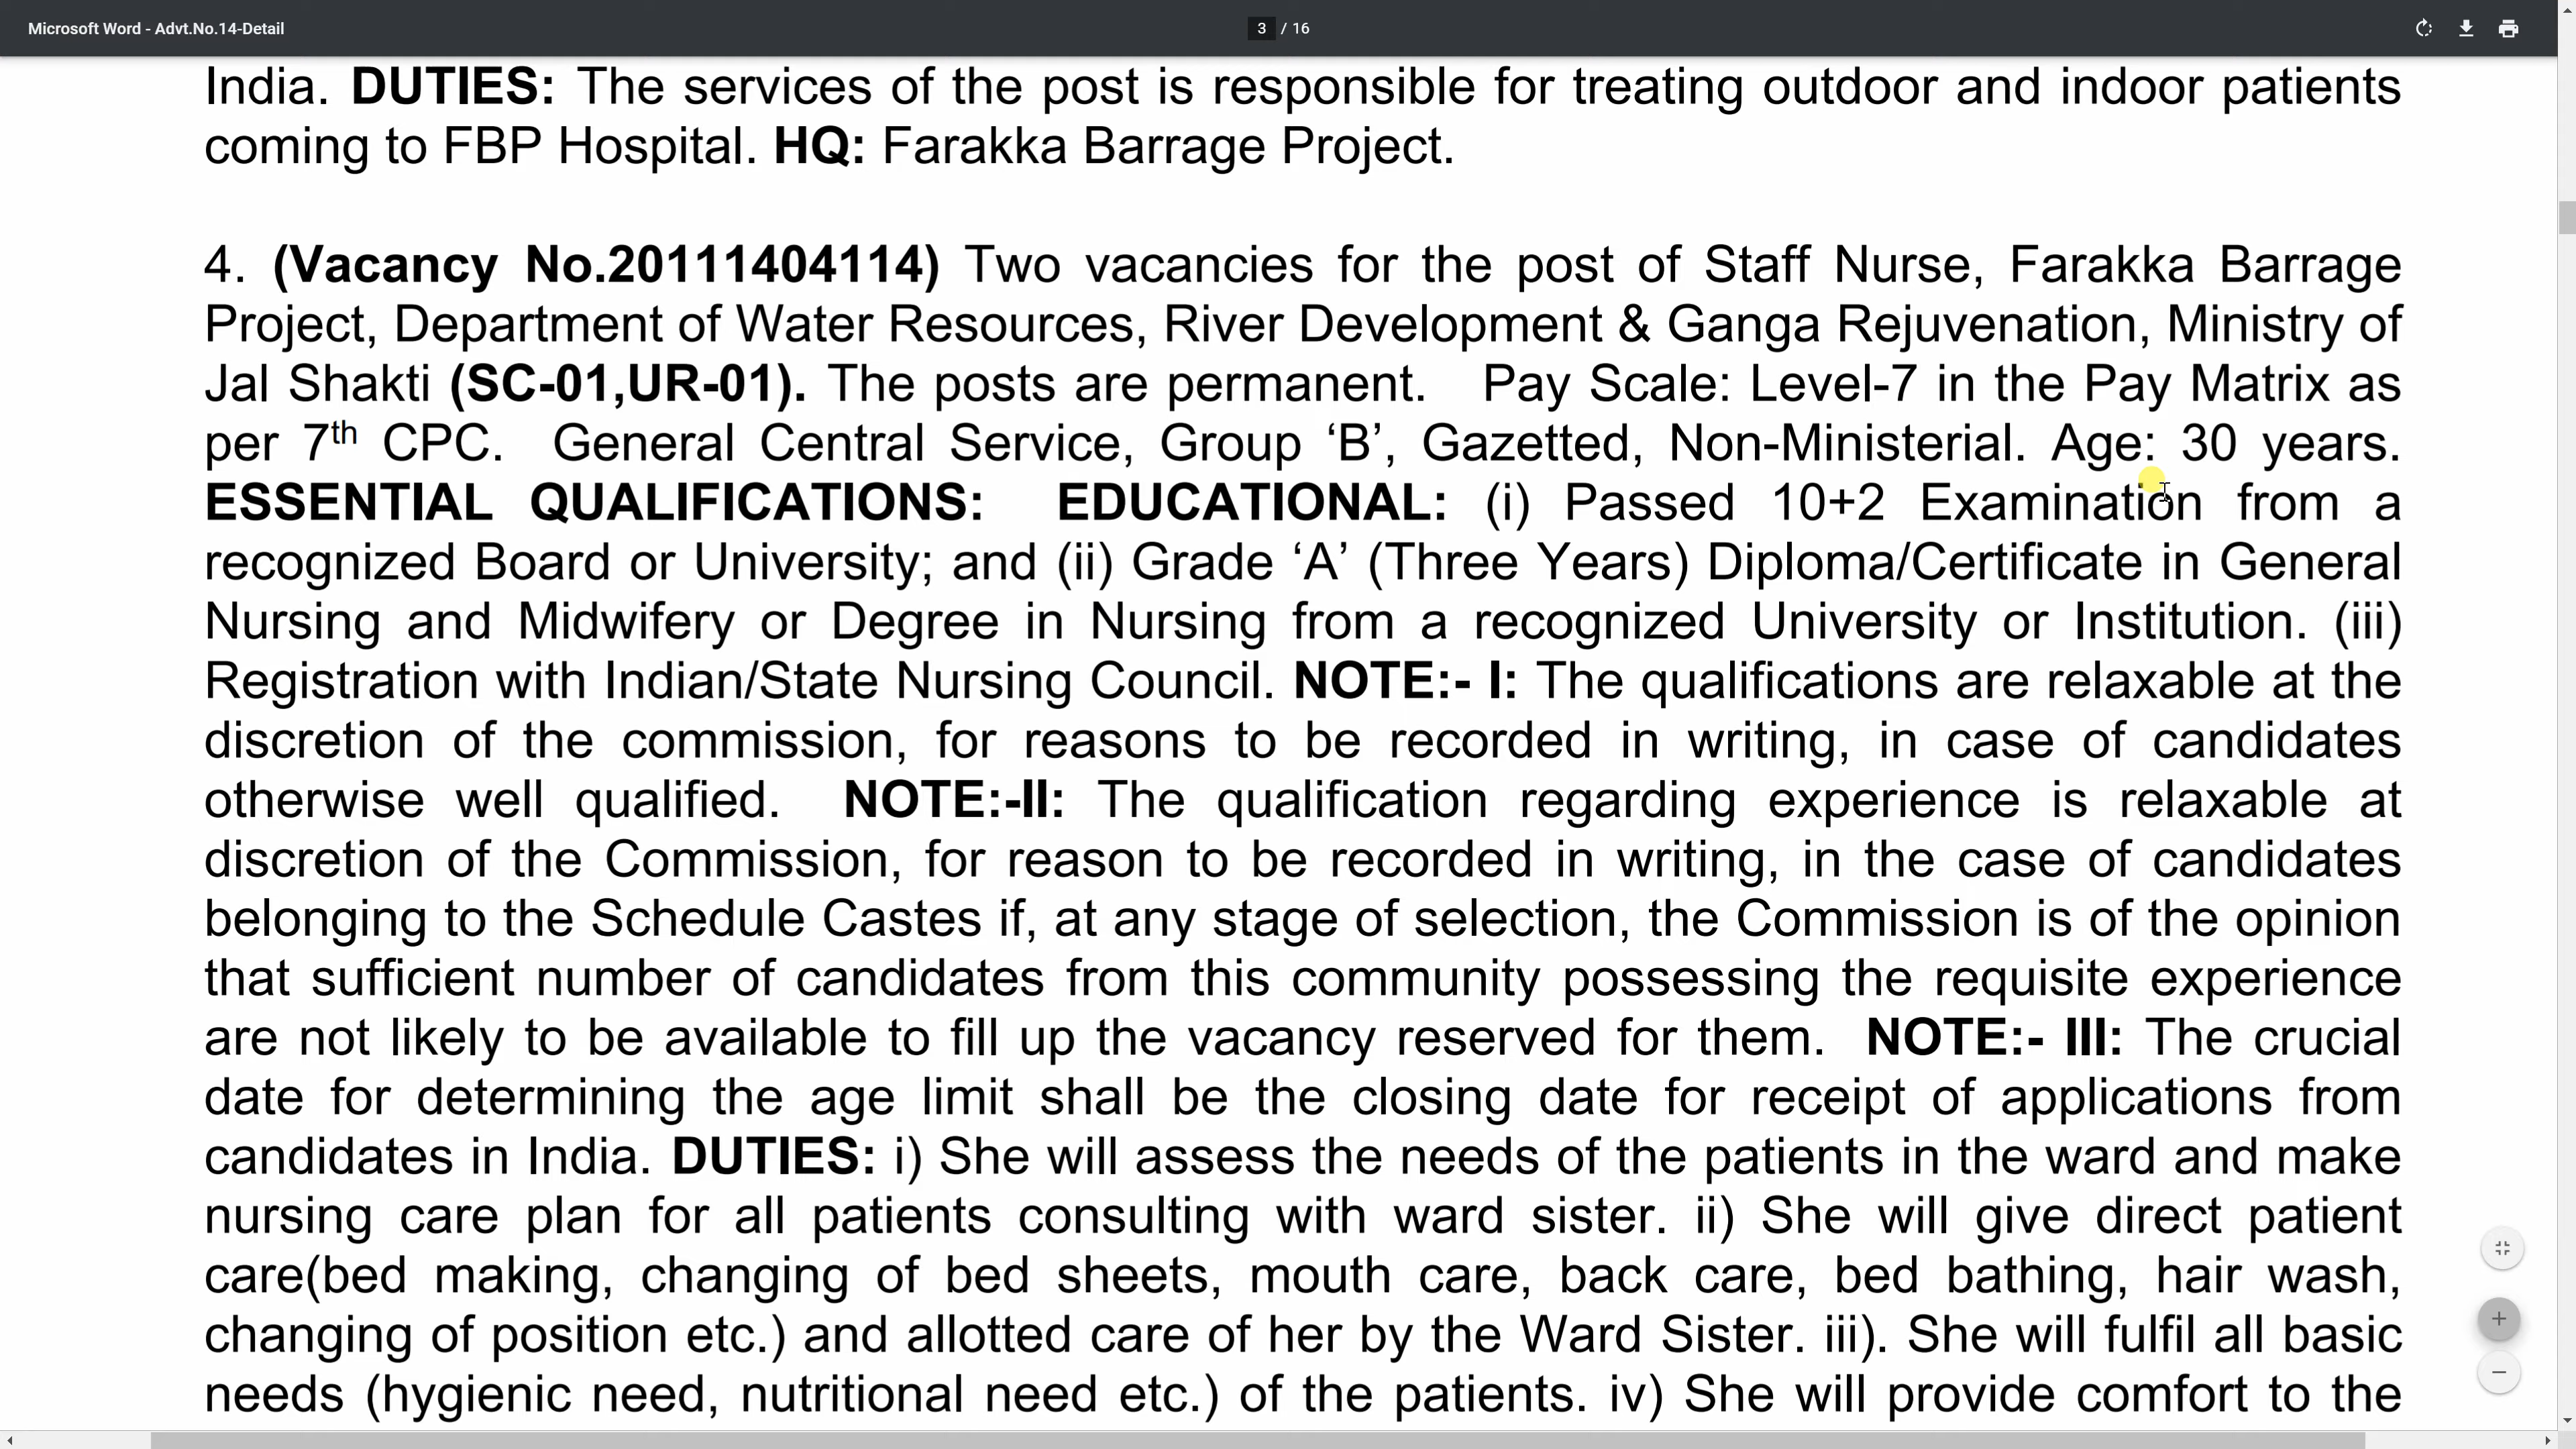 Microsoft Word - Advt.No.14-Detail
3 / 16
India. DUTIES: The services of the post is responsible for treating outdoor and indoor patients
coming to FBP Hospital. HQ: Farakka Barrage Project.
4. (Vacancy No.20111404114) Two vacancies for the post of Staff Nurse, Farakka Barrage
Project, Department of Water Resources, River Development & Ganga Rejuvenation, Ministry of
Jal Shakti (SC-01,UR-01). The posts are permanent. Pay Scale: Level-7 in the Pay Matrix as
per 7th CPC. General Central Service, Group ‘B’, Gazetted, Non-Ministerial. Age: 30 years.
ESSENTIAL QUALIFICATIONS: EDUCATIONAL: (i) Passed 10+2 Examination from a
recognized Board or University; and (ii) Grade ‘A’ (Three Years) Diploma/Certificate in General
Nursing and Midwifery or Degree in Nursing from a recognized University or Institution. (iii)
Registration with Indian/State Nursing Council. NOTE:- I: The qualifications are relaxable at the
discretion of the commission, for reasons to be recorded in writing, in case of candidates
otherwise well qualified. NOTE:-II: The qualification regarding experience is relaxable at
discretion of the Commission, for reason to be recorded in writing, in the case of candidates
belonging to the Schedule Castes if, at any stage of selection, the Commission is of the opinion
that sufficient number of candidates from this community possessing the requisite experience
are not likely to be available to fill up the vacancy reserved for them. NOTE:- III: The crucial
date for determining the age limit shall be the closing date for receipt of applications from
candidates in India. DUTIES: i) She will assess the needs of the patients in the ward and make
nursing care plan for all patients consulting with ward sister. ii) She will give direct patient
care(bed making, changing of bed sheets, mouth care, back care, bed bathing, hair wash,
changing of position etc.) and allotted care of her by the Ward Sister. iii). She will fulfil all basic
needs (hygienic need, nutritional need etc.) of the patients. iv) She will provide comfort to the